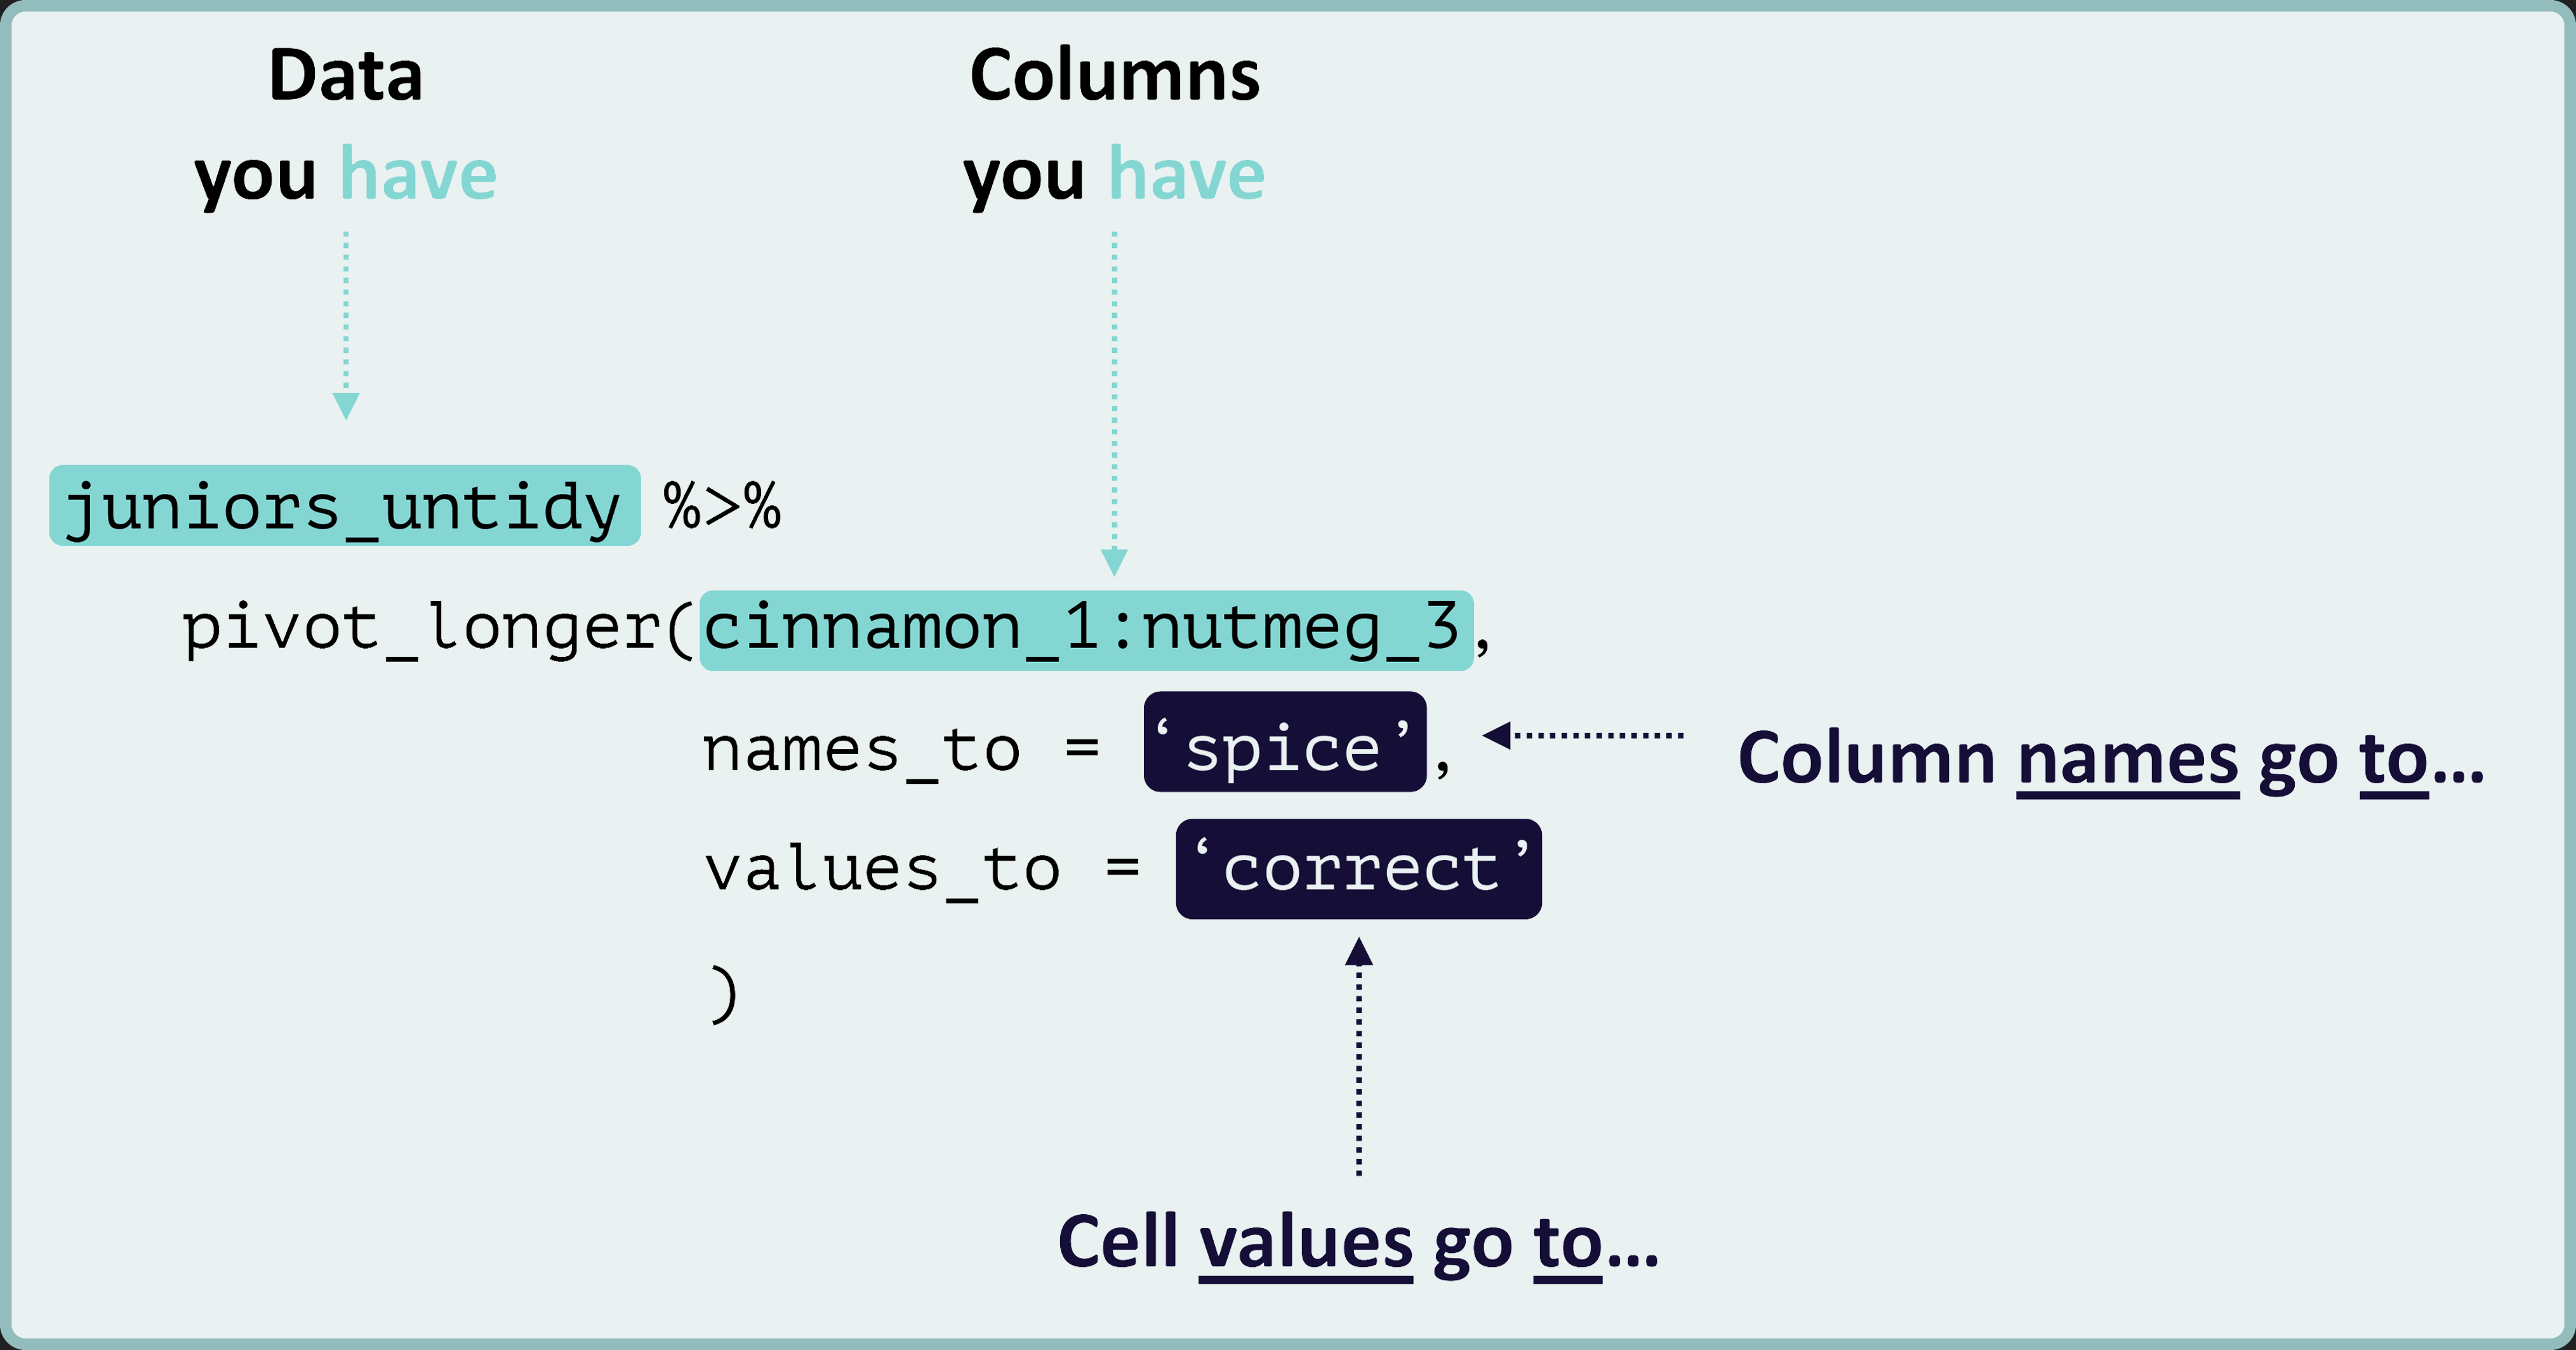 Data
you have
Columns
you have
juniors_untidy %>%
pivot_longer(cinnamon_1:nutmeg_3,
names_to = ‘spice’,
Column names go to...
values_to = ‘correct’
)
Cell values go to...